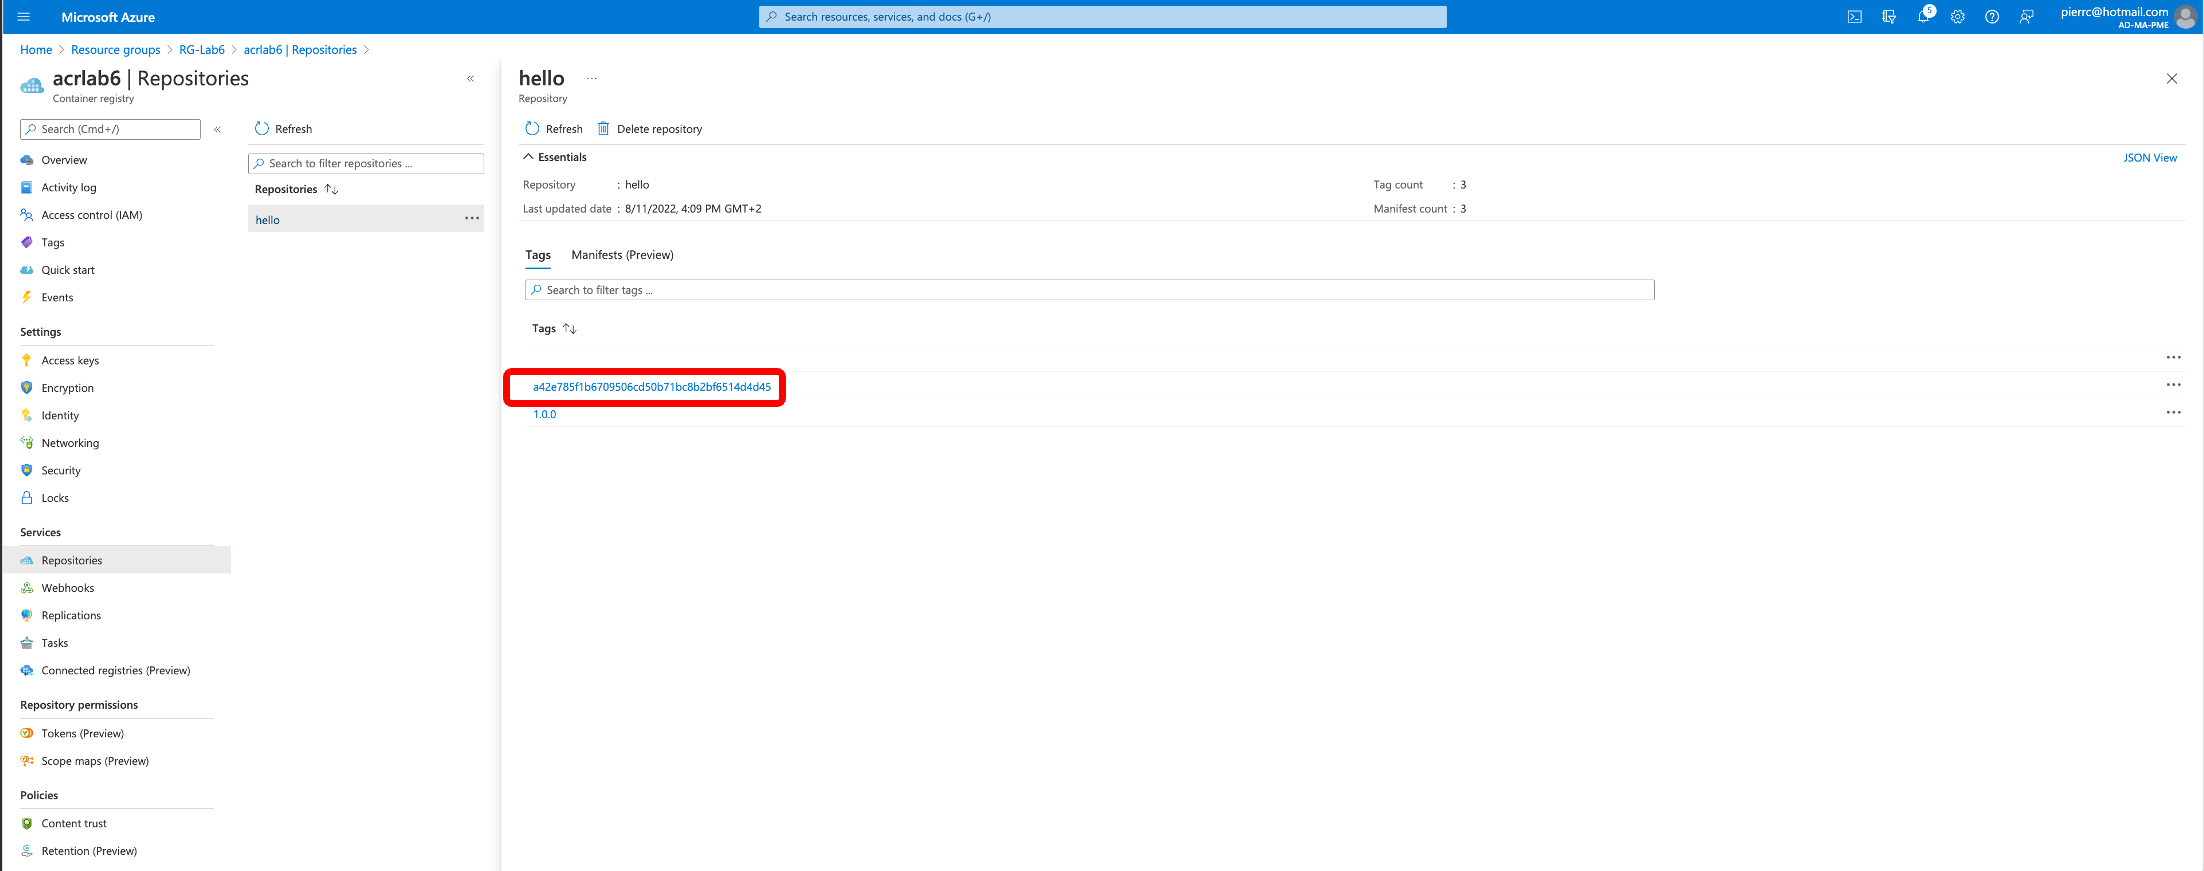 Microsoft Azure
Search resources, services, and docs (G+/)
5
pierrc@hotmail.com
AD-MA-PME
Home > Resource groups > RG-Lab6 > acrlab6 | Repositories >
acrlab6 | Repositories
Container registry
Search (Cmd+/)
Overview
Activity log
Access control (IAM)
Tags
Quick start
Events
Settings
Access keys
Encryption
Identity
Networking
Security
Locks
Services
Repositories
Webhooks
Replications
Tasks
Connected registries (Preview)
Repository permissions
Tokens (Preview)
Scope maps (Preview)
Policies
Content trust
Retention (Preview)
Refresh
Search to filter repositories ...
Repositories
hello
hello
Repository
Refresh
Delete repository
Essentials
JSON View
Repository : hello
Tag count : 3
Last updated date : 8/11/2022, 4:09 PM GMT+2
Manifest count : 3
Tags
Manifests (Preview)
Search to filter tags ...
Tags
a42e785f1b6709506cd50b71bc8b2bf6514d4d45
1.0.0